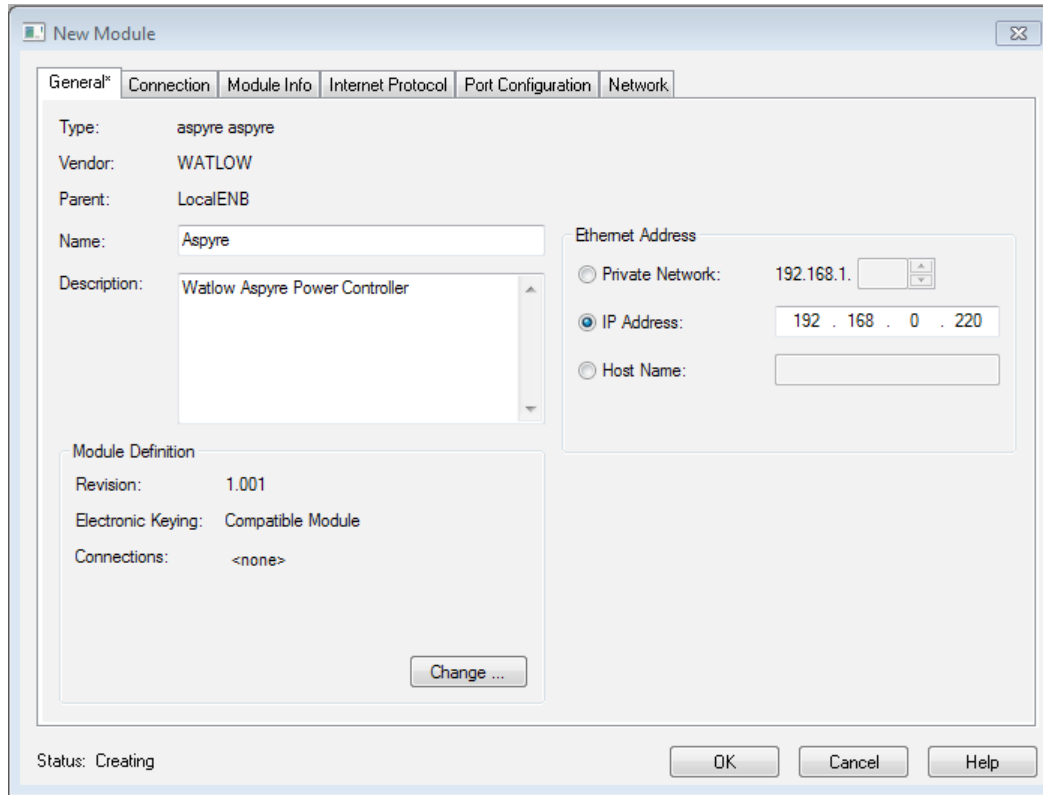 New Module
General* Connection Module Info Internet Protocol Port Configuration Network
Type: aspyre aspyre
Vendor: WATLOW
Parent: LocalENB
Name: Aspyre
Description: Watlow Aspyre Power Controller
Ethernet Address
Private Network: 192.168.1.
IP Address: 192 . 168 . 0 . 220
Host Name:
Module Definition
Revision: 1.001
Electronic Keying: Compatible Module
Connections: <none>
Change ...
Status: Creating
OK Cancel Help